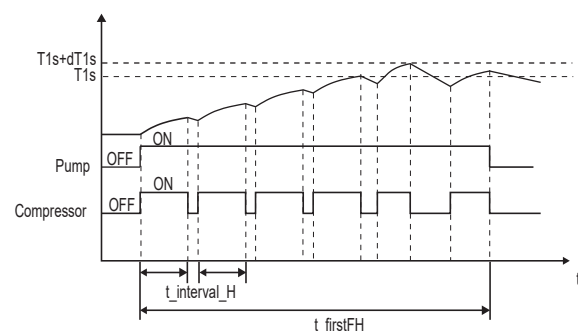 T1s+dT1s
T1s
ON
OFF
Pump
ON
OFF
Compressor
t
t_interval_H
t_firstFH